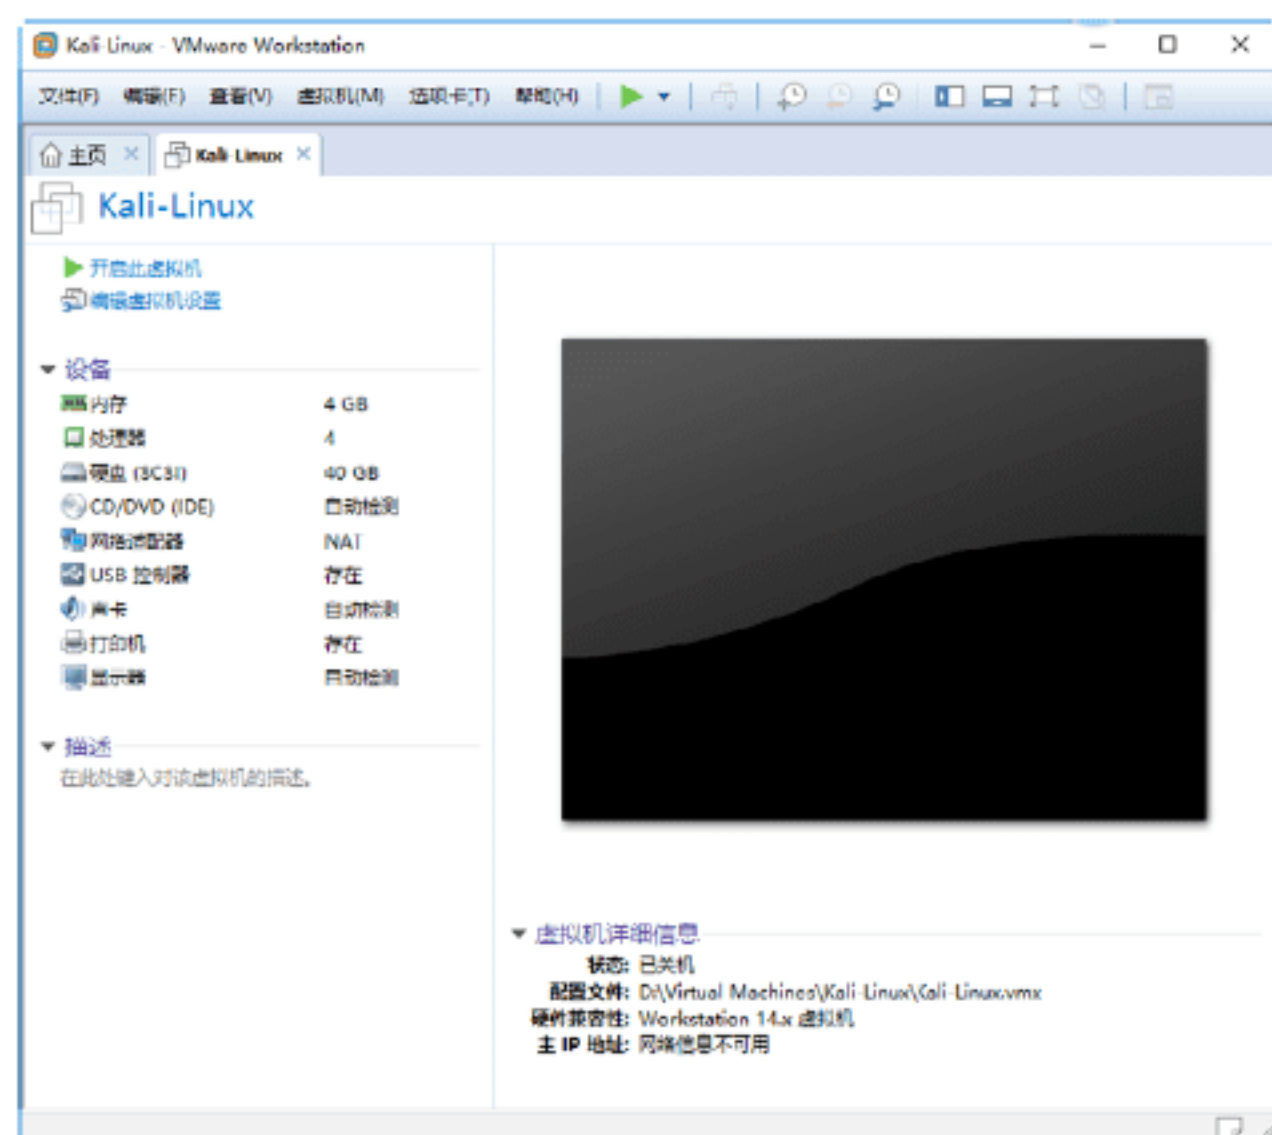 Kali-Linux - VMware Workstation
文件(F) 编辑(E) 查看(V) 虚拟机(M) 选项卡(T) 帮助(H)
主页 Kali-Linux
Kali-Linux
开启此虚拟机
编辑虚拟机设置
设备
内存 4 GB
处理器 4
硬盘 (SCSI) 40 GB
CD/DVD (IDE) 自动检测
网络适配器 NAT
USB 控制器 存在
声卡 自动检测
打印机 存在
显示器 自动检测
描述
在此处键入对该虚拟机的描述。
虚拟机详细信息
状态: 已关机
配置文件: D:\Virtual Machines\Kali-Linux\Kali-Linux.vmx
硬件兼容性: Workstation 14.x 虚拟机
主 IP 地址: 网络信息不可用